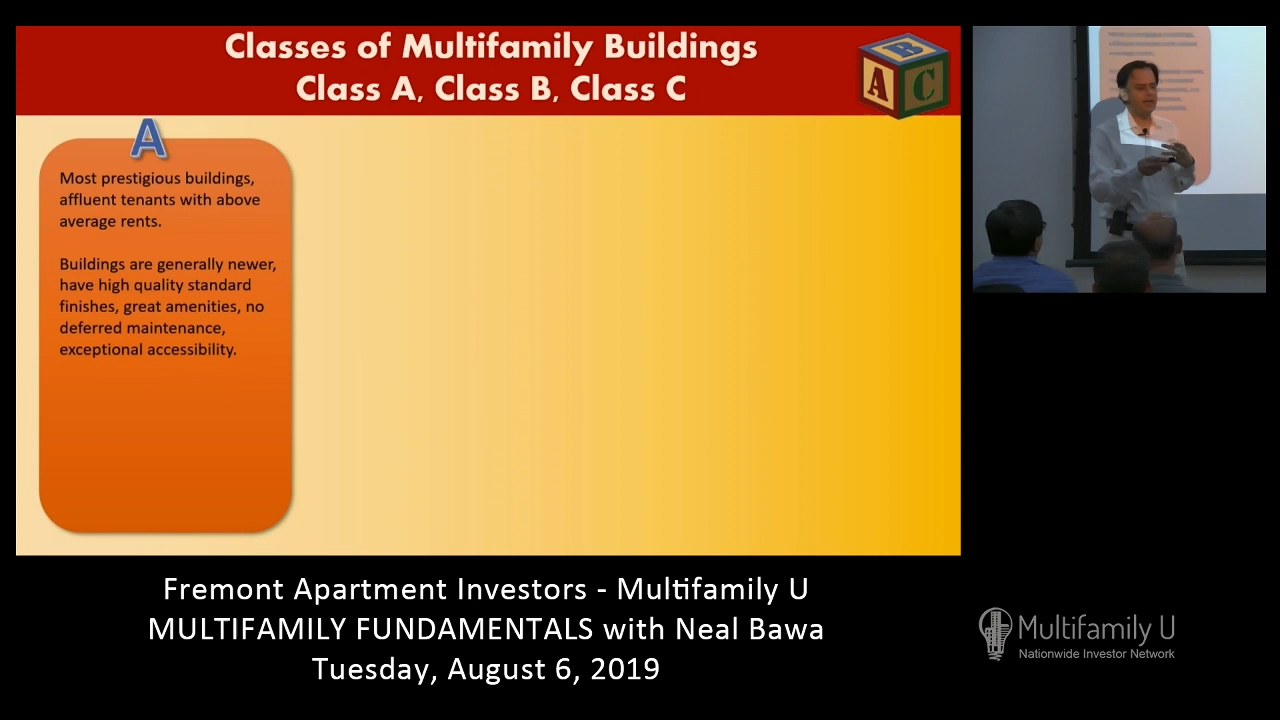 Classes of Multifamily Buildings
Class A, Class B, Class C
A
B
C
A
Most prestigious buildings,
affluent tenants with above
average rents.
Buildings are generally newer,
have high quality standard
finishes, great amenities, no
deferred maintenance,
exceptional accessibility.
Fremont Apartment Investors - Multifamily U
MULTIFAMILY FUNDAMENTALS with Neal Bawa
Tuesday, August 6, 2019
Multifamily U
Nationwide Investor Network